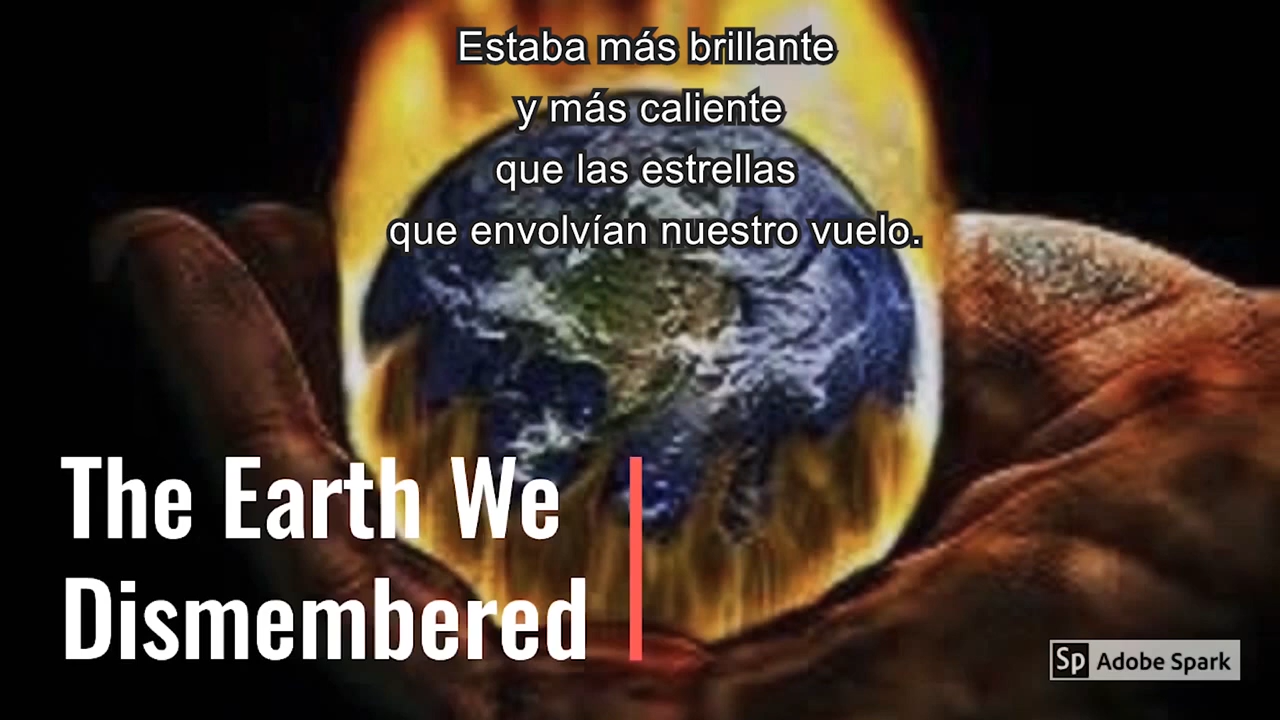 Estaba más brillante
y más caliente
que las estrellas
que envolvían nuestro vuelo.
The Earth We
Dismembered
Sp Adobe Spark